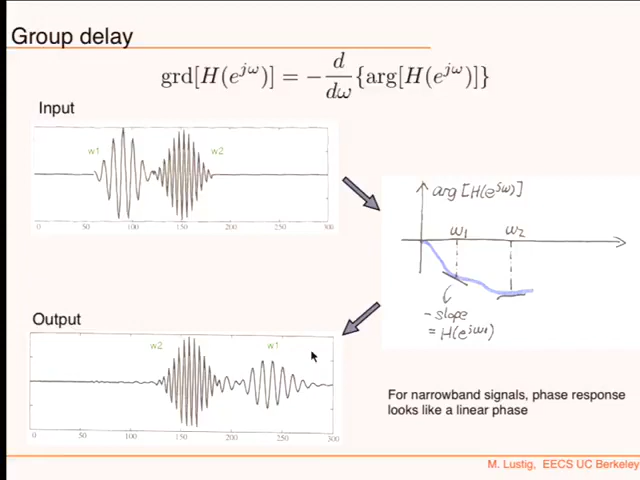 Group delay
grd[H(e^{jω})] = − d/dω {arg[H(e^{jω})]}
Input
w1
w2
0 50 100 150 200 250 300
arg[H(e^{jω})]
ω₁ ω₂
- slope
= H(e^{jω₁})
Output
w2
w1
0 50 100 150 200 250 300
For narrowband signals, phase response
looks like a linear phase
M. Lustig, EECS UC Berkeley